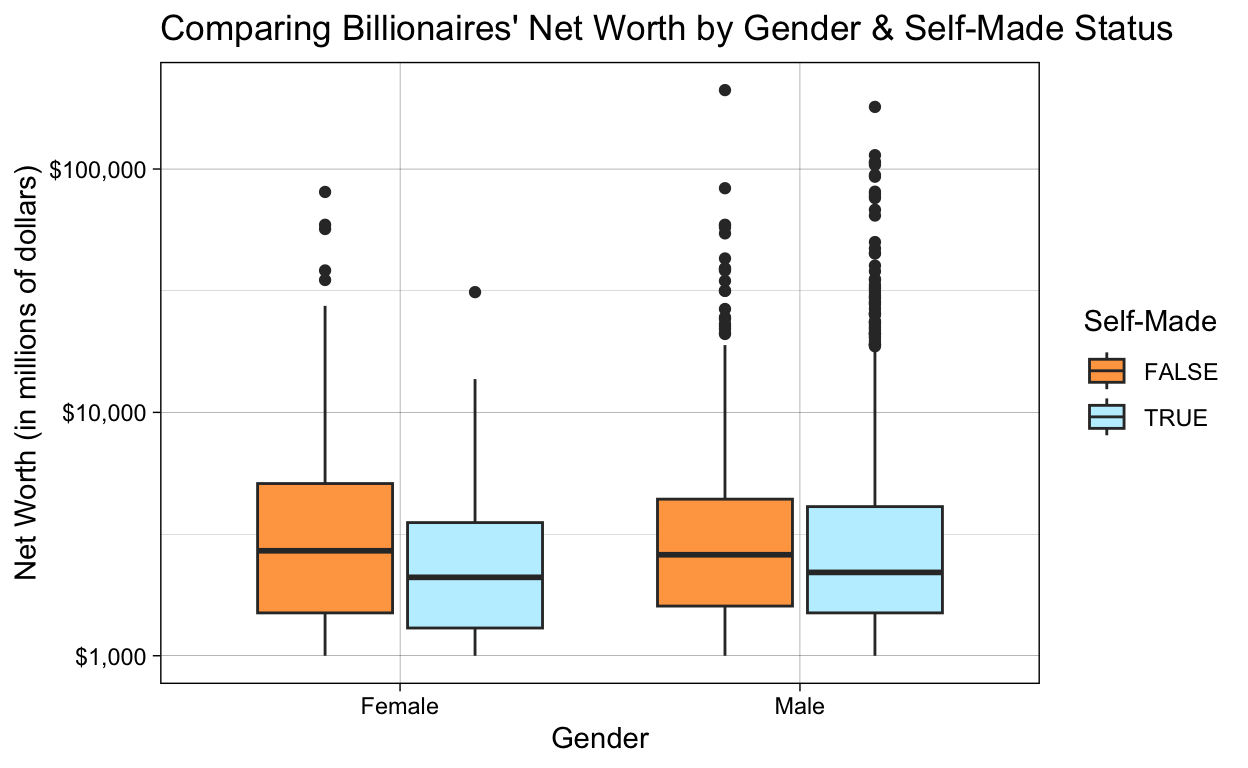 Comparing Billionaires' Net Worth by Gender & Self-Made Status
Net Worth (in millions of dollars)
$100,000
$10,000
$1,000
Female
Male
Gender
Self-Made
FALSE
TRUE